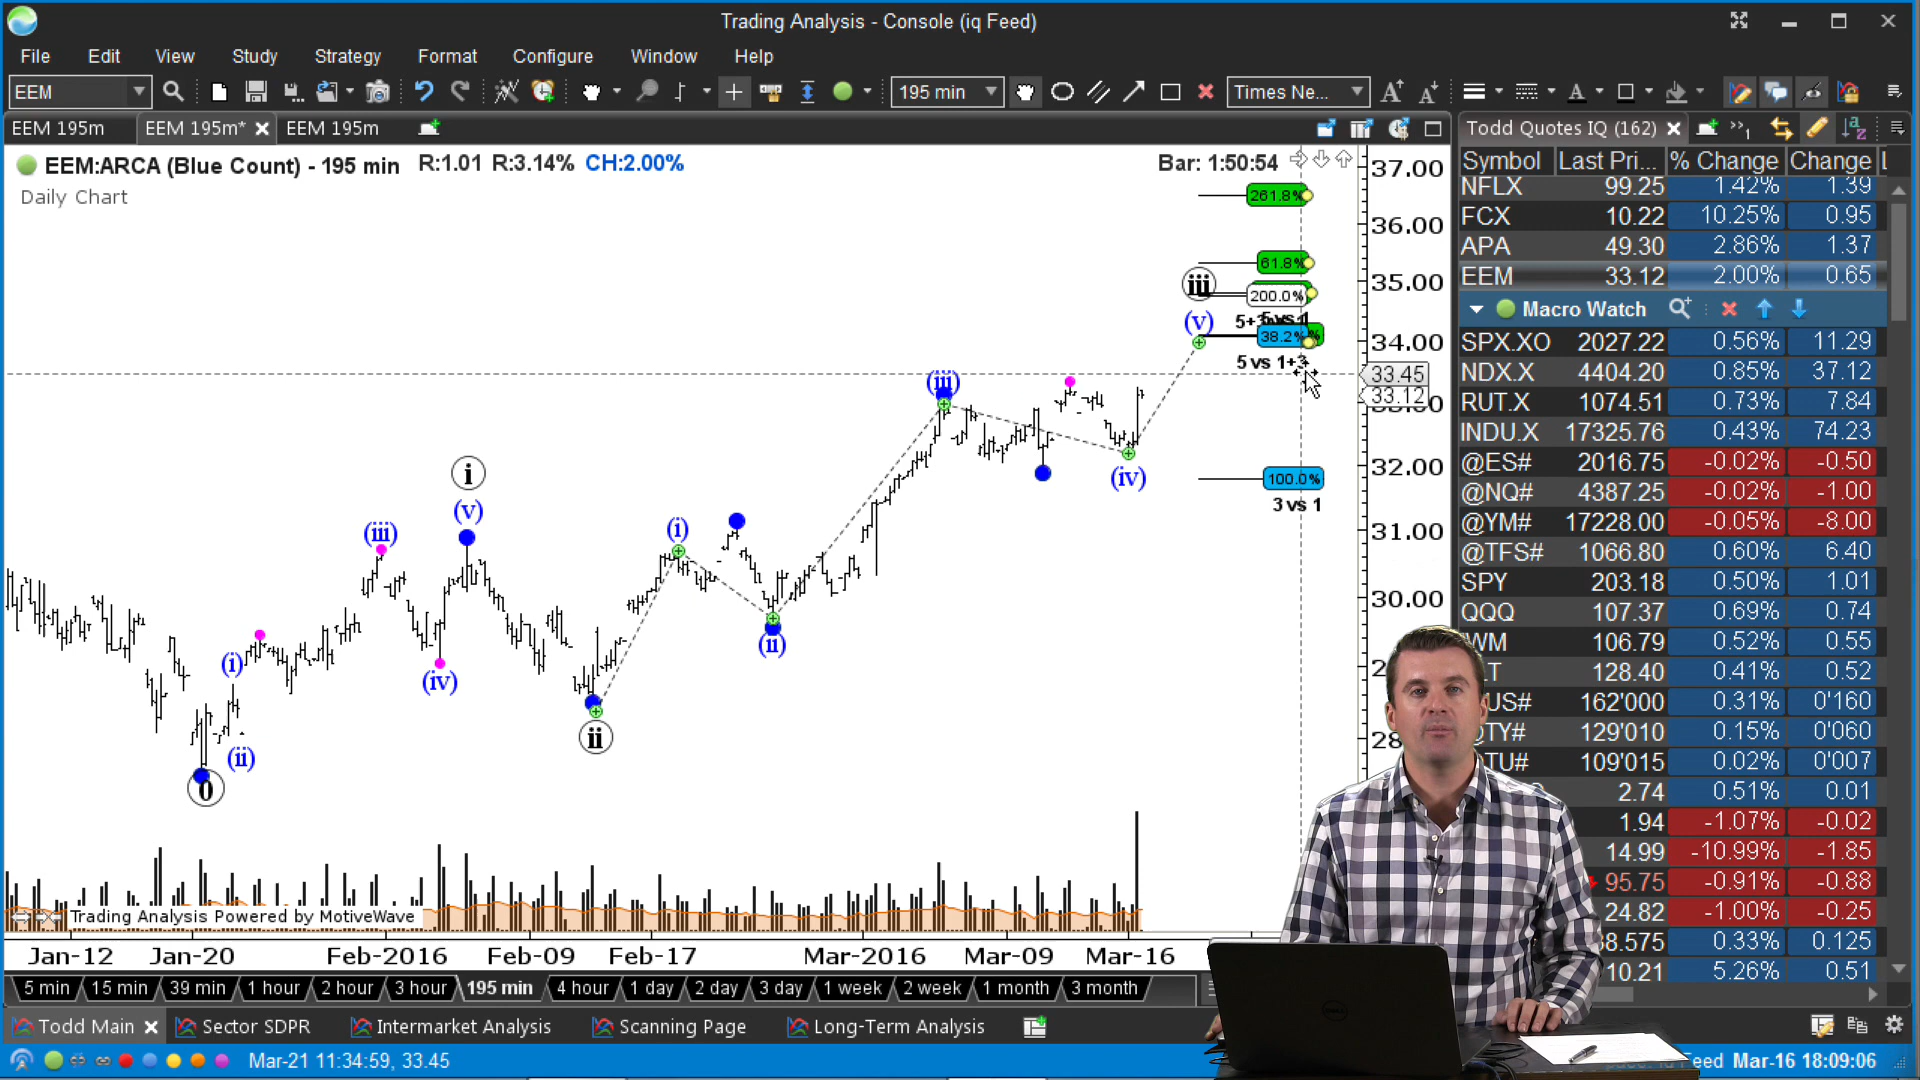 Trading Analysis - Console (iq Feed)
File Edit View Study Strategy Format Configure Window Help
EEM 195 min Times Ne...
EEM 195m EEM 195m* EEM 195m Todd Quotes IQ (162)
EEM:ARCA (Blue Count) - 195 min R:1.01 R:3.14% CH:2.00% Bar: 1:50:54
Daily Chart
Symbol Last Pri... % Change Change
NFLX 99.25 1.42% 1.39
FCX 10.22 10.25% 0.95
APA 49.30 2.86% 1.37
EEM 33.12 2.00% 0.65
Macro Watch
SPX.XO 2027.22 0.56% 11.29
NDX.X 4404.20 0.85% 37.12
RUT.X 1074.51 0.73% 7.84
INDU.X 17325.76 0.43% 74.23
@ES# 2016.75 -0.02% -0.50
@NQ# 4387.25 -0.02% -1.00
@YM# 17228.00 -0.05% -8.00
@TFS# 1066.80 0.60% 6.40
SPY 203.18 0.50% 1.01
QQQ 107.37 0.69% 0.74
WM 106.79 0.52% 0.55
LT 128.40 0.41% 0.52
US# 162'000 0.31% 0'160
TY# 129'010 0.15% 0'060
TU# 109'015 0.02% 0'007
2.74 0.51% 0.01
1.94 -1.07% -0.02
14.99 -10.99% -1.85
95.75 -0.91% -0.88
24.82 -1.00% -0.25
8.575 0.33% 0.125
10.21 5.26% 0.51
37.00
36.00
35.00
34.00
33.45
33.12
32.00
31.00
30.00
28
261.8%
61.8%
200.0%
5 vs 1
38.2%
5 vs 1+3
100.0%
3 vs 1
iii
(v)
(iii)
(iv)
i
(v)
(iii)
(iv)
(i)
(ii)
(i)
(ii)
ii
0
Trading Analysis Powered by MotiveWave
Jan-12 Jan-20 Feb-2016 Feb-09 Feb-17 Mar-2016 Mar-09 Mar-16
5 min 15 min 39 min 1 hour 2 hour 3 hour 195 min 4 hour 1 day 2 day 3 day 1 week 2 week 1 month 3 month
Todd Main Sector SDPR Intermarket Analysis Scanning Page Long-Term Analysis
Mar-21 11:34:59, 33.45 Feed Mar-16 18:09:06